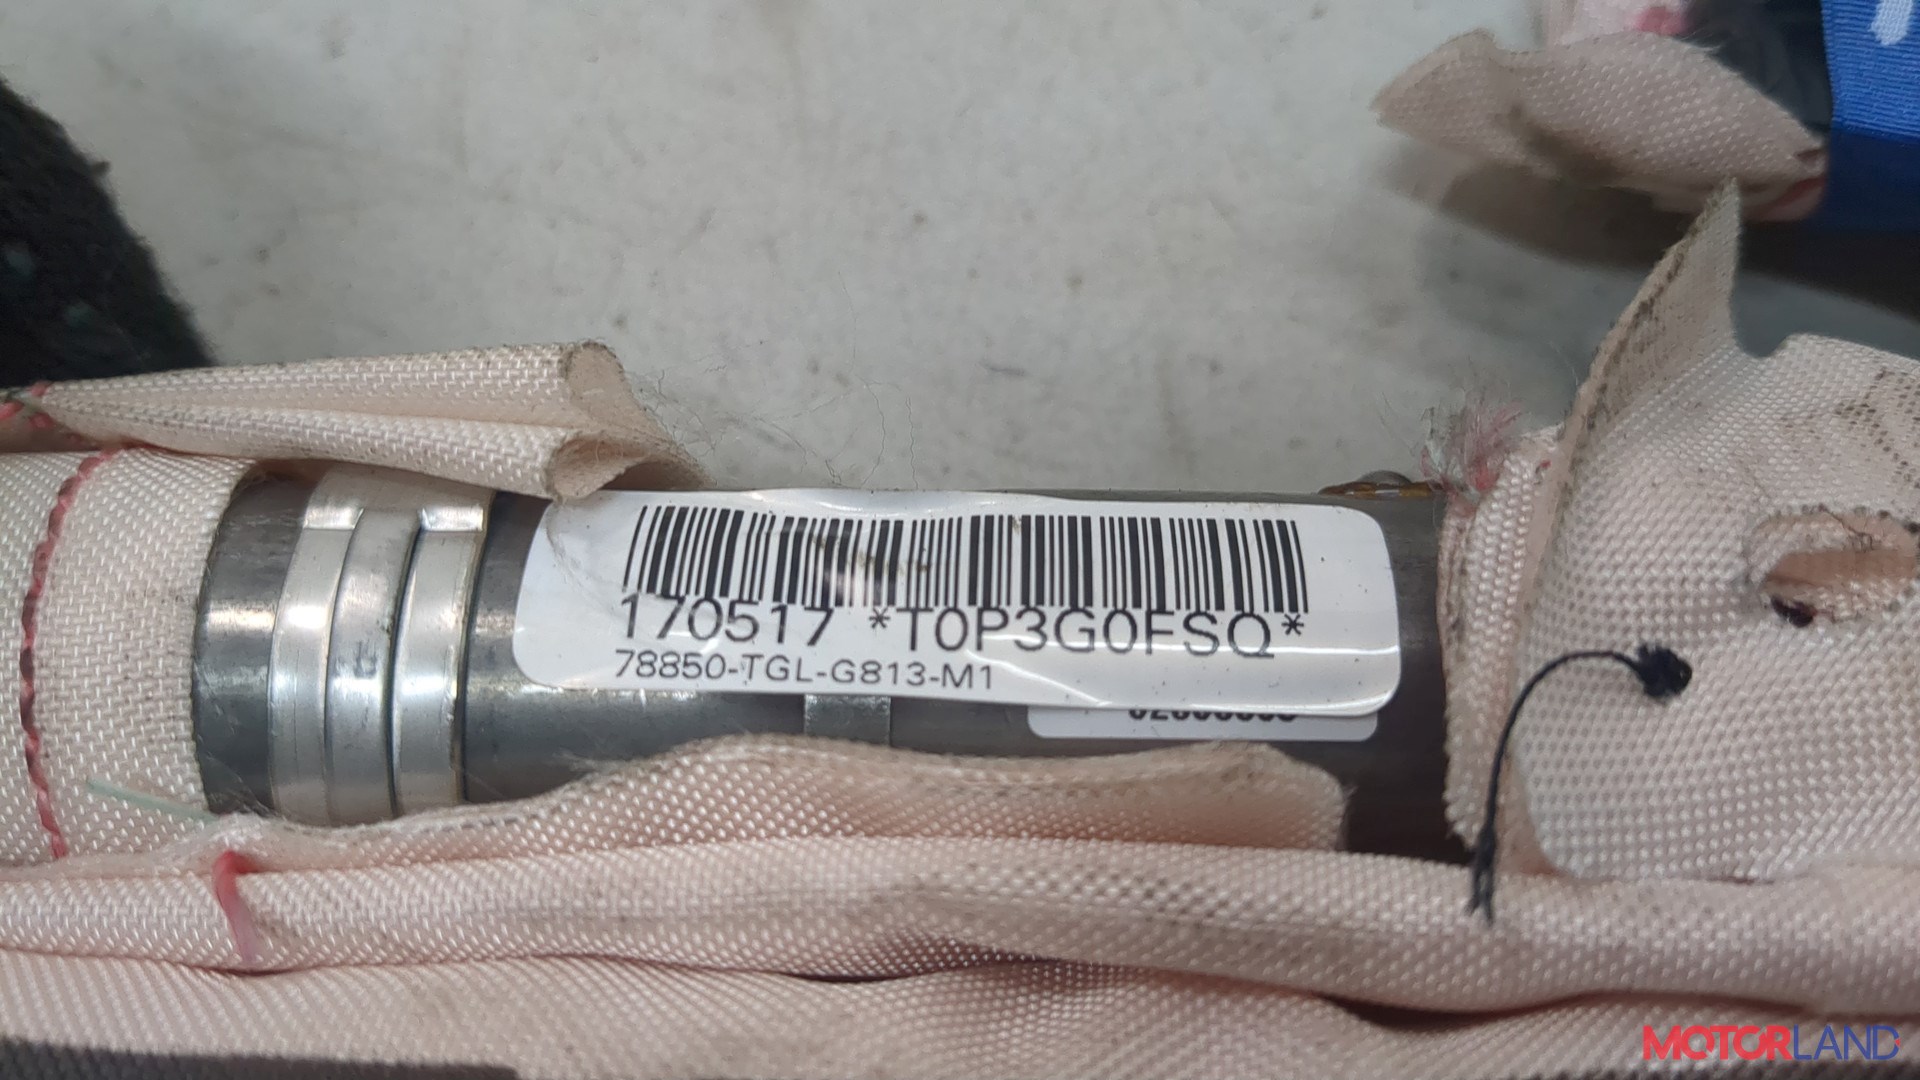 170517 *T0P3G0FSQ*
78850-TGL-G813-M1
MOTORLAND